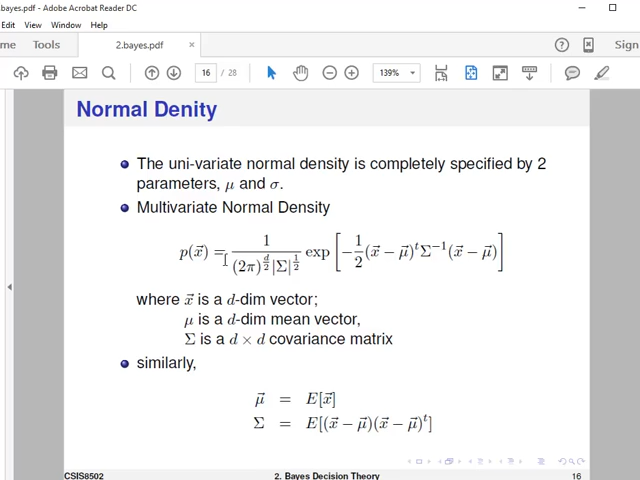 .bayes.pdf - Adobe Acrobat Reader DC
Edit View Window Help
me Tools 2.bayes.pdf × Sign
16 / 28 139%
Normal Denity
The uni-variate normal density is completely specified by 2
parameters, μ and σ.
Multivariate Normal Density
p(x⃗) = 1 / ((2π)^{d/2} |Σ|^{1/2}) exp [ −1/2 (x⃗ − μ⃗)^t Σ^{−1} (x⃗ − μ⃗) ]
where x⃗ is a d-dim vector;
μ is a d-dim mean vector,
Σ is a d × d covariance matrix
similarly,
μ⃗ = E[x⃗]
Σ = E[(x⃗ − μ⃗)(x⃗ − μ⃗)^t]
CSIS8502 2. Bayes Decision Theory 16